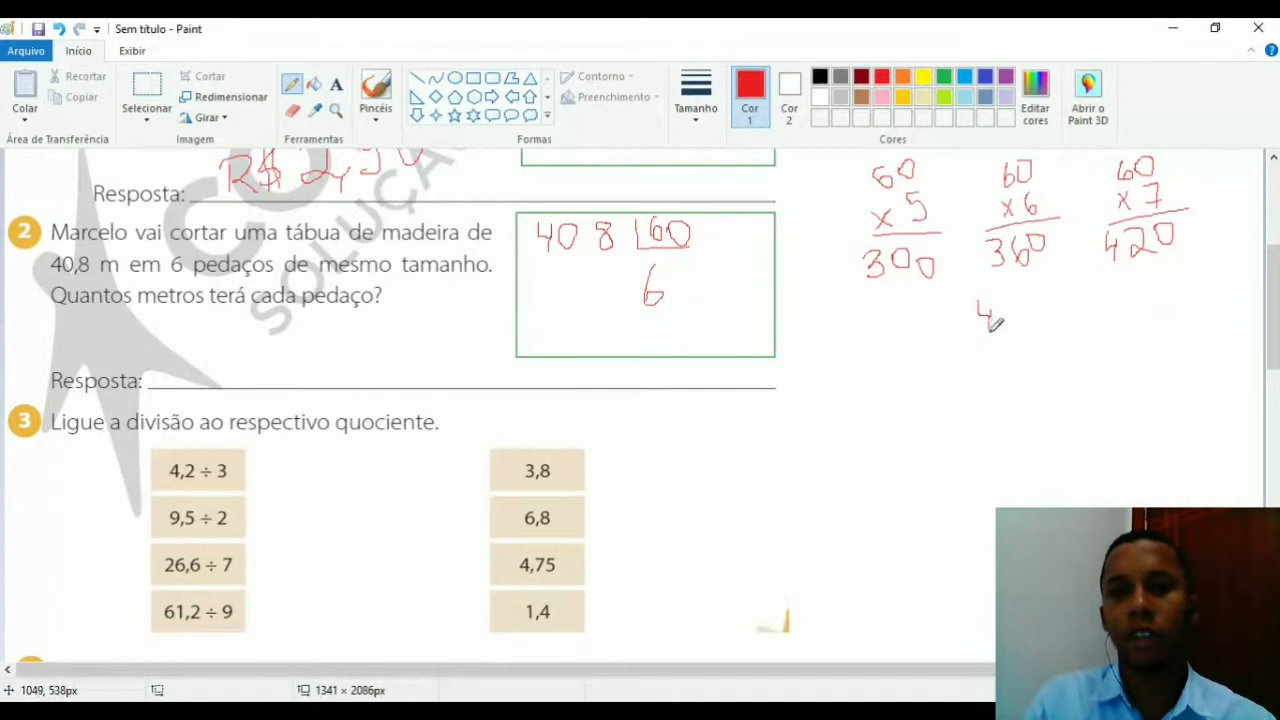 Sem título - Paint
Arquivo Início Exibir
Colar
Recortar
Copiar
Área de Transferência
Selecionar
Cortar
Redimensionar
Girar
Imagem
A
Ferramentas
Pincéis
Contorno
Preenchimento
Formas
Tamanho
Cor 1
Cor 2
Editar cores
Cores
Abrir o Paint 3D
R$ 2,50
Resposta:
2 Marcelo vai cortar uma tábua de madeira de
40,8 m em 6 pedaços de mesmo tamanho.
Quantos metros terá cada pedaço?
408 60
6
60 60 60
x 5 x 6 x 7
300 360 420
4
Resposta:
3 Ligue a divisão ao respectivo quociente.
4,2 ÷ 3 3,8
9,5 ÷ 2 6,8
26,6 ÷ 7 4,75
61,2 ÷ 9 1,4
1049, 538px 1341 × 2086px